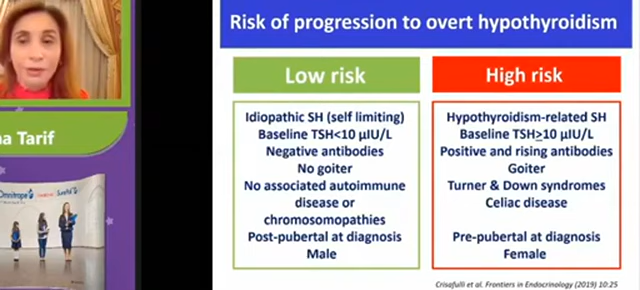 Risk of progression to overt hypothyroidism
Low risk
Idiopathic SH (self limiting)
Baseline TSH<10 µIU/L
Negative antibodies
No goiter
No associated autoimmune
disease or
chromosomopathies
Post-pubertal at diagnosis
Male
High risk
Hypothyroidism-related SH
Baseline TSH≥10 µIU/L
Positive and rising antibodies
Goiter
Turner & Down syndromes
Celiac disease
Pre-pubertal at diagnosis
Female
Crisafulli et al. Frontiers in Endocrinology (2019) 10:25
na Tarif
Omnitrope